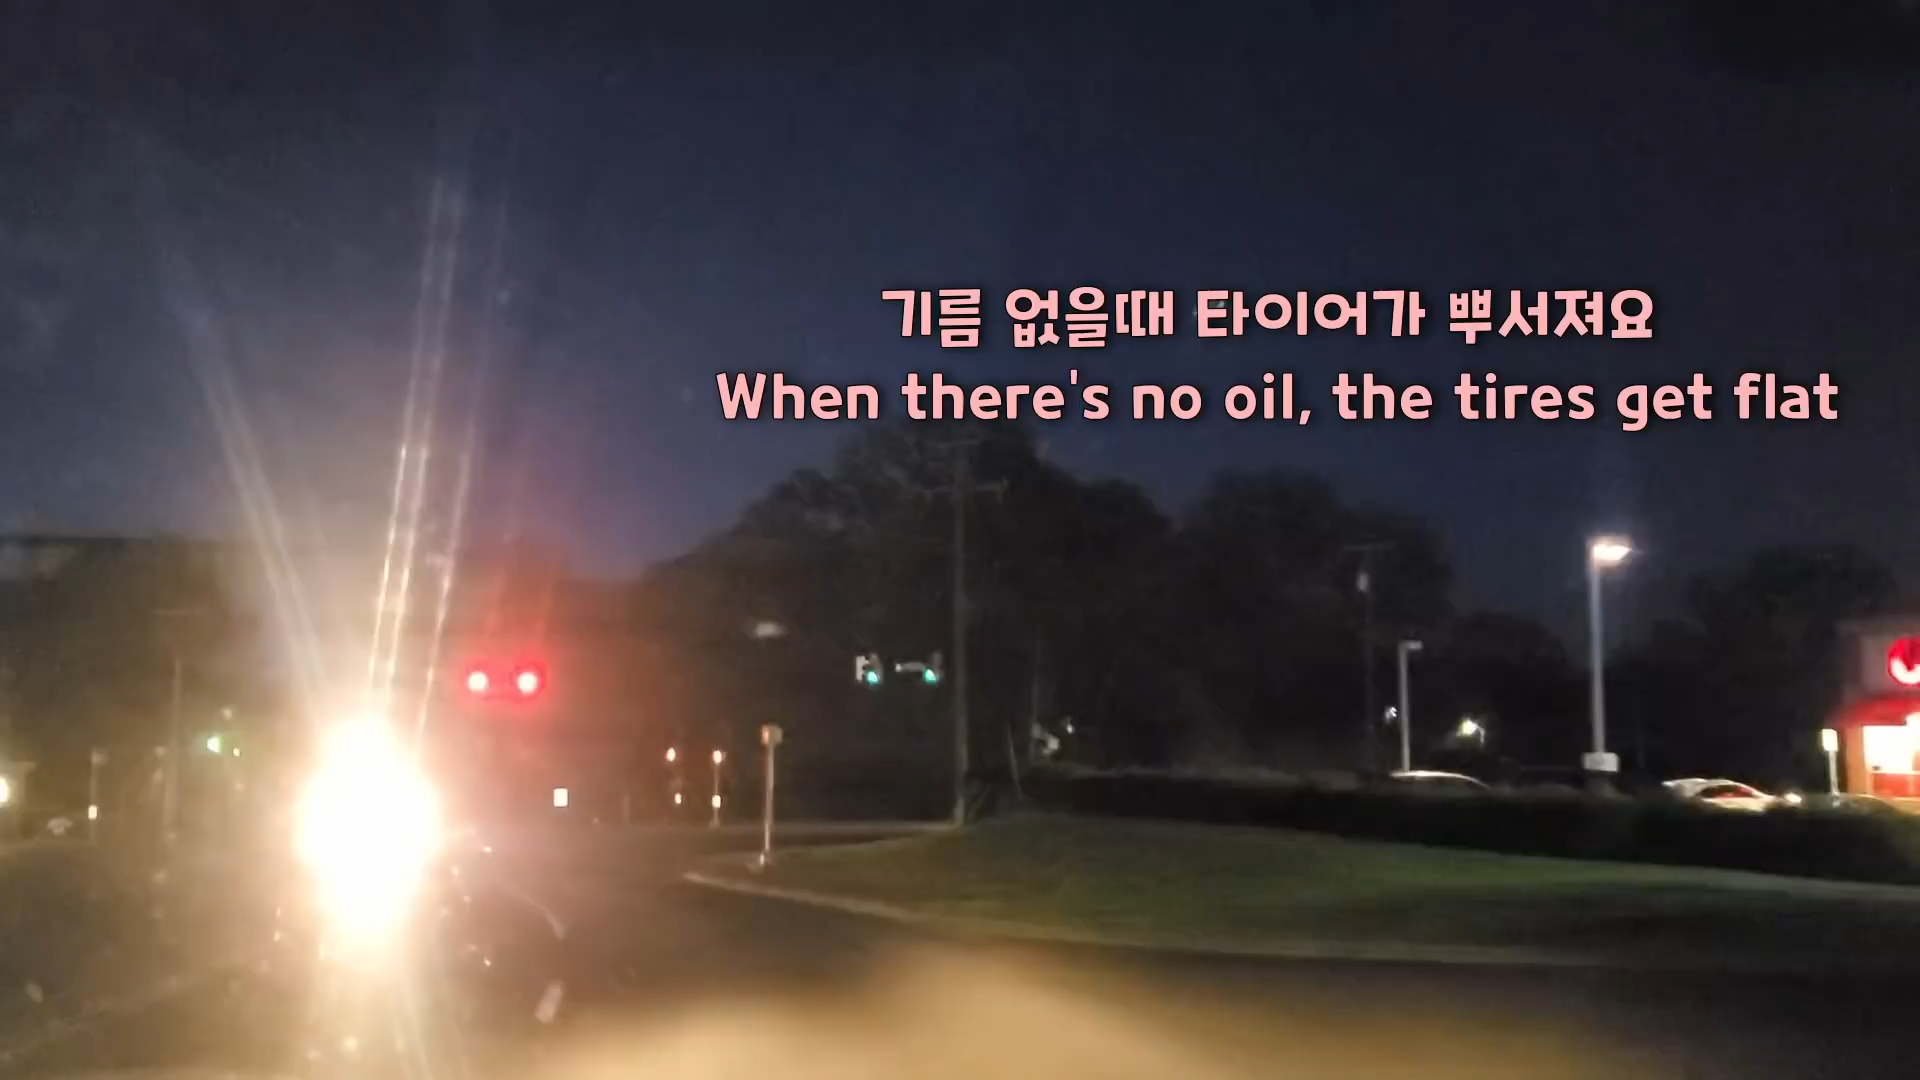 기름 없을때 타이어가 뿌서져요
When there's no oil, the tires get flat